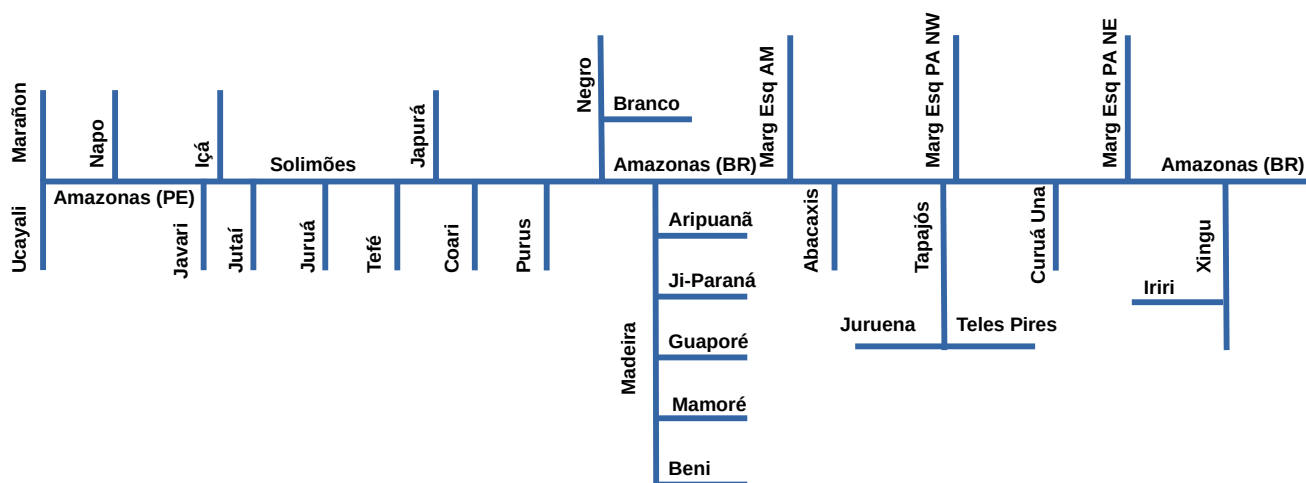 Marañon
Napo
Içá
Solimões
Japurá
Negro
Branco
Amazonas (BR)
Marg Esq AM
Marg Esq PA NW
Marg Esq PA NE
Amazonas (BR)
Ucayali
Amazonas (PE)
Javari
Jutaí
Juruá
Tefé
Coari
Purus
Madeira
Aripuanã
Ji-Paraná
Guaporé
Mamoré
Beni
Abacaxis
Tapajós
Juruena
Teles Pires
Curuá Una
Iriri
Xingu